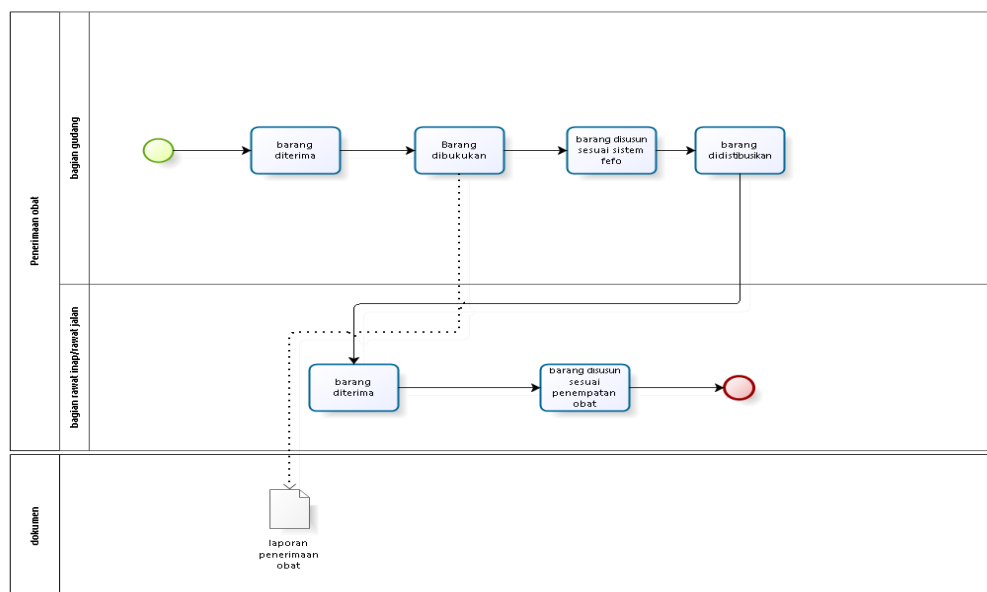 Penerimaan obat
bagian gudang
barang
diterima
Barang
dibukukan
barang disusun
sesuai sistem
fefo
barang
didistibusikan
bagian rawat inap/rawat jalan
barang
diterima
barang disusun
sesuai
penempatan
obat
dokumen
laporan
penerimaan
obat